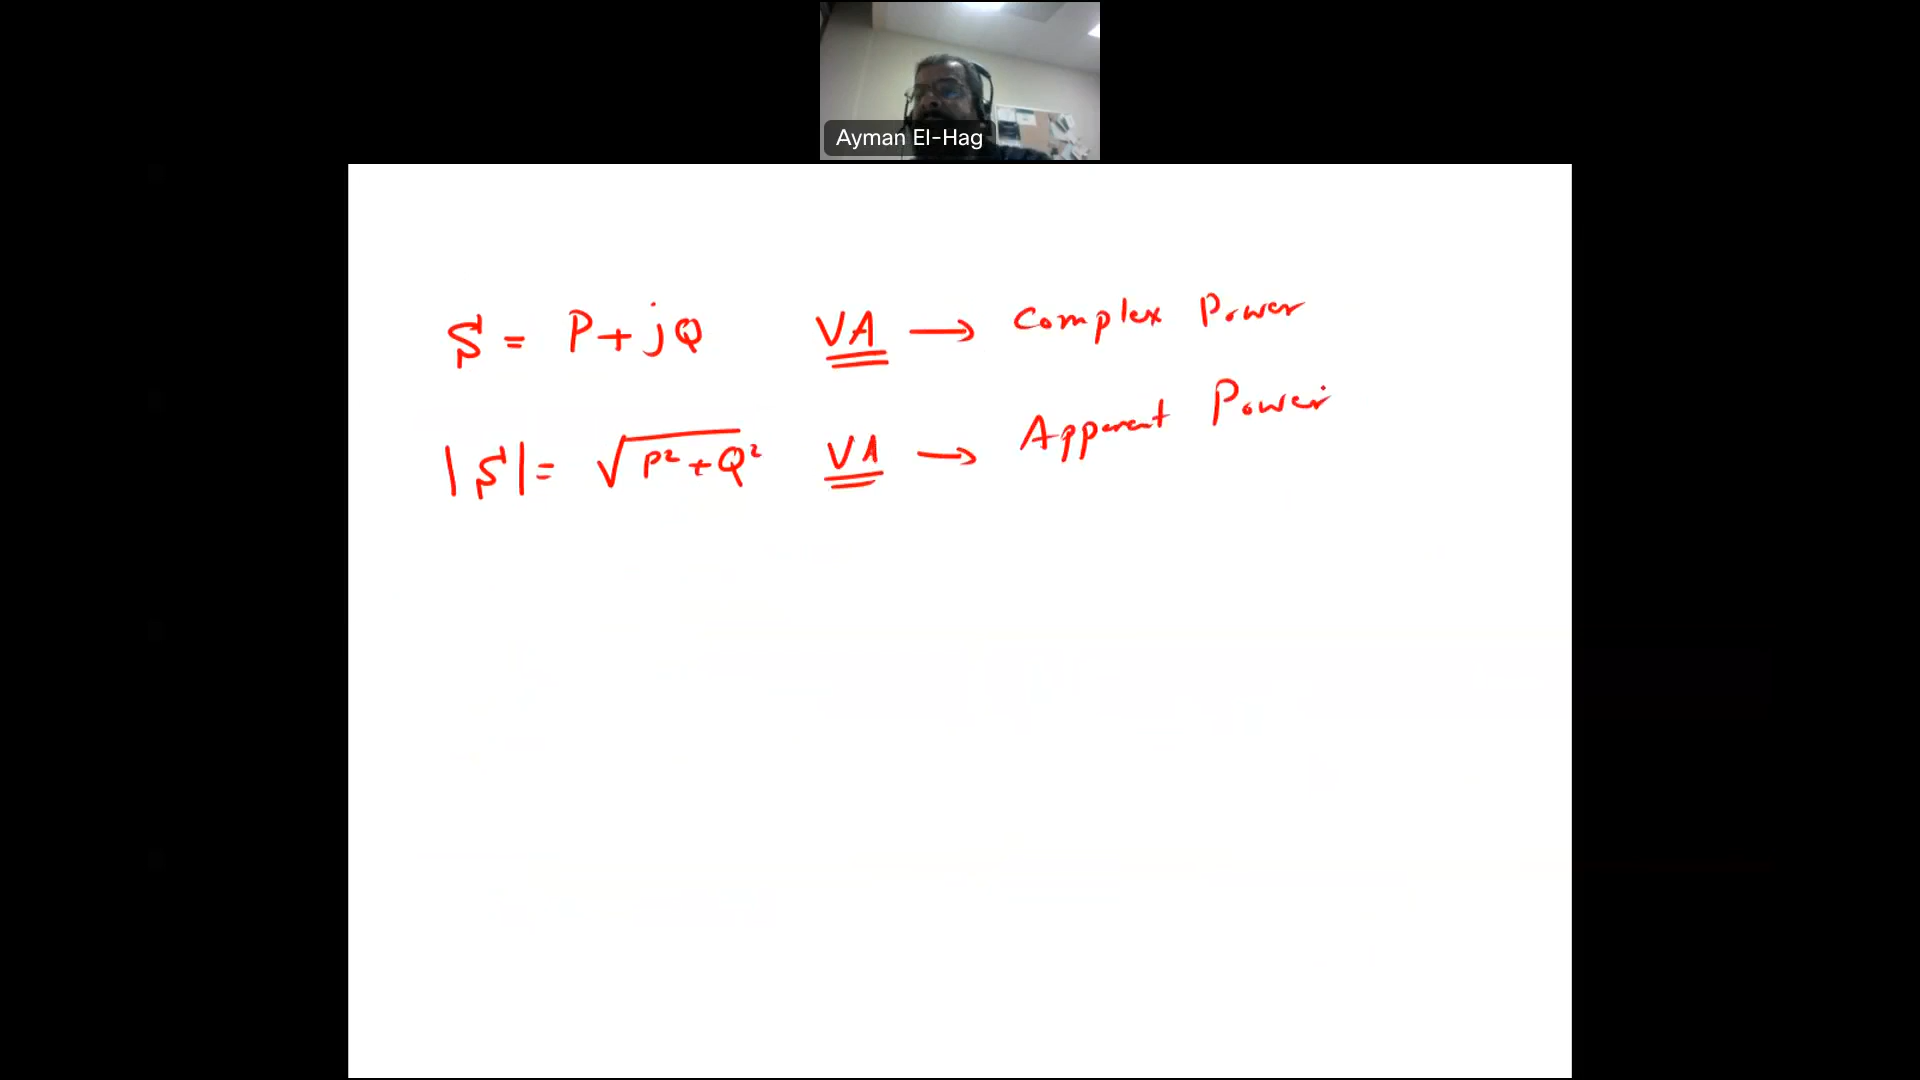 Ayman El-Hag
S = P + jQ VA → Complex Power
|S| = √P² + Q² VA → Apparent Power